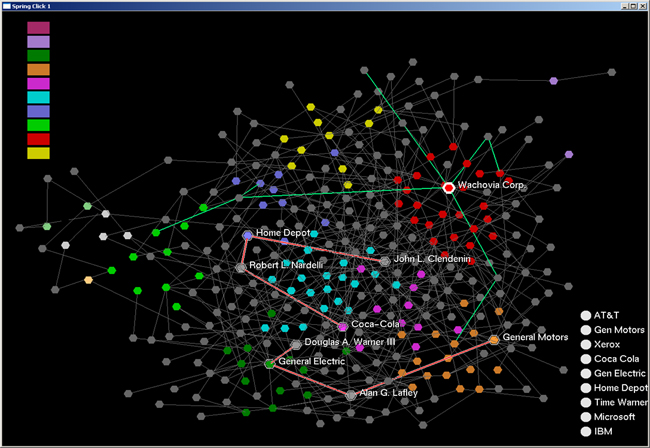 Spring Click 1
Wachovia Corp.
Home Depot
John L. Clendenin
Robert L. Nardelli
Coca-Cola
Douglas A. Warner III
General Motors
General Electric
Alan G. Lafley
AT&T
Gen Motors
Xerox
Coca Cola
Gen Electric
Home Depot
Time Warner
Microsoft
IBM